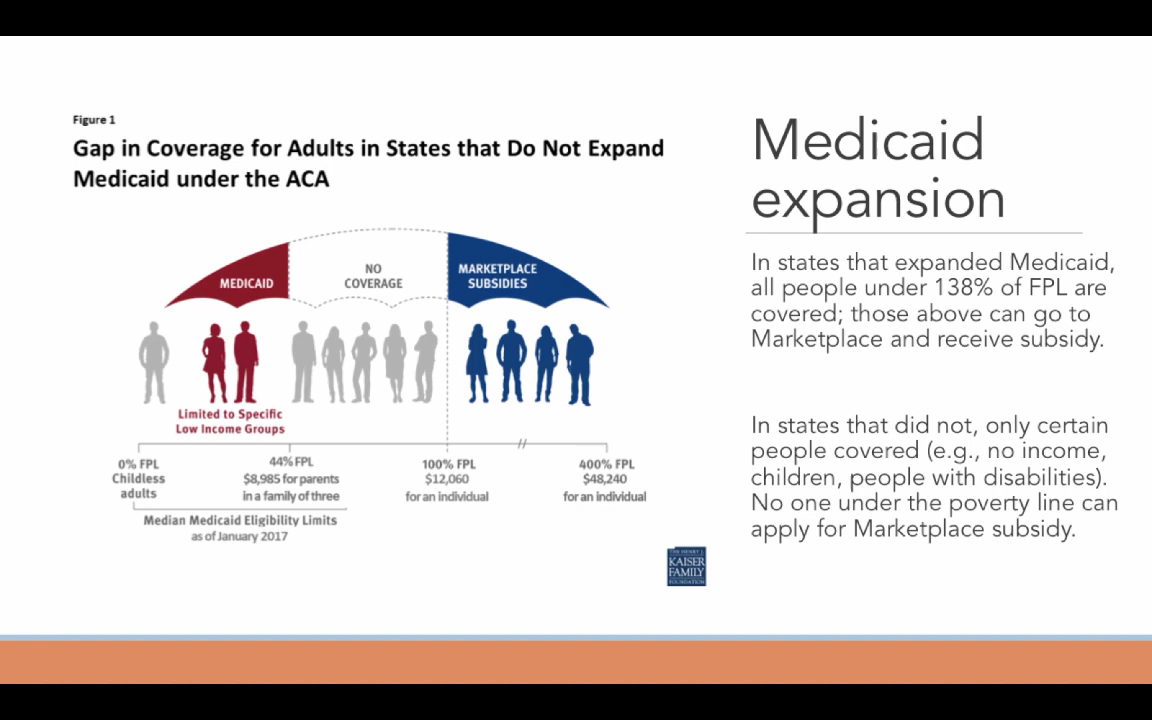 Figure 1
Gap in Coverage for Adults in States that Do Not Expand
Medicaid under the ACA
MEDICAID
NO
COVERAGE
MARKETPLACE
SUBSIDIES
Limited to Specific
Low Income Groups
0% FPL
Childless
adults
44% FPL
$8,985 for parents
in a family of three
100% FPL
$12,060
for an individual
400% FPL
$48,240
for an individual
Median Medicaid Eligibility Limits
as of January 2017
THE HENRY J.
KAISER
FAMILY
FOUNDATION
Medicaid
expansion
In states that expanded Medicaid,
all people under 138% of FPL are
covered; those above can go to
Marketplace and receive subsidy.
In states that did not, only certain
people covered (e.g., no income,
children, people with disabilities).
No one under the poverty line can
apply for Marketplace subsidy.